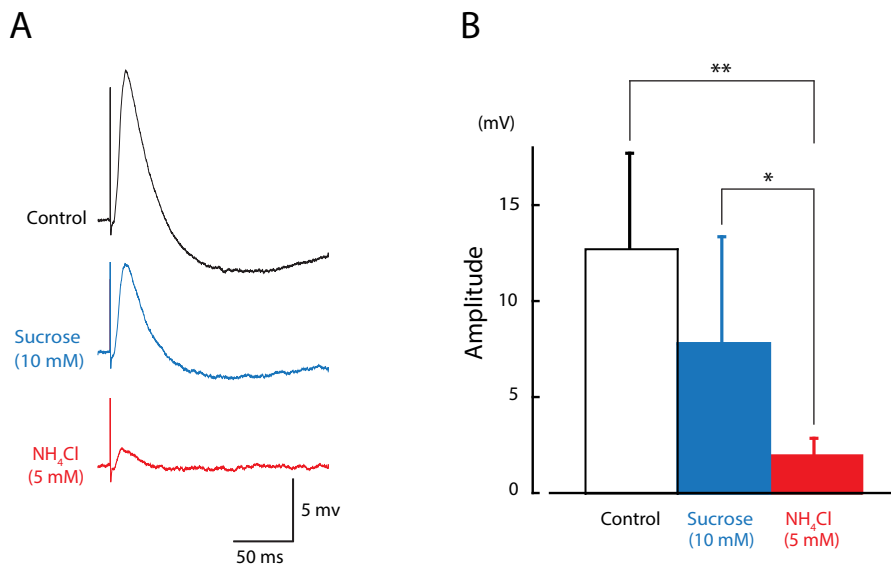 A
Control
Sucrose
(10 mM)
NH₄Cl
(5 mM)
5 mv
50 ms
B
(mV)
**
*
15
10
5
0
Amplitude
Control
Sucrose
(10 mM)
NH₄Cl
(5 mM)